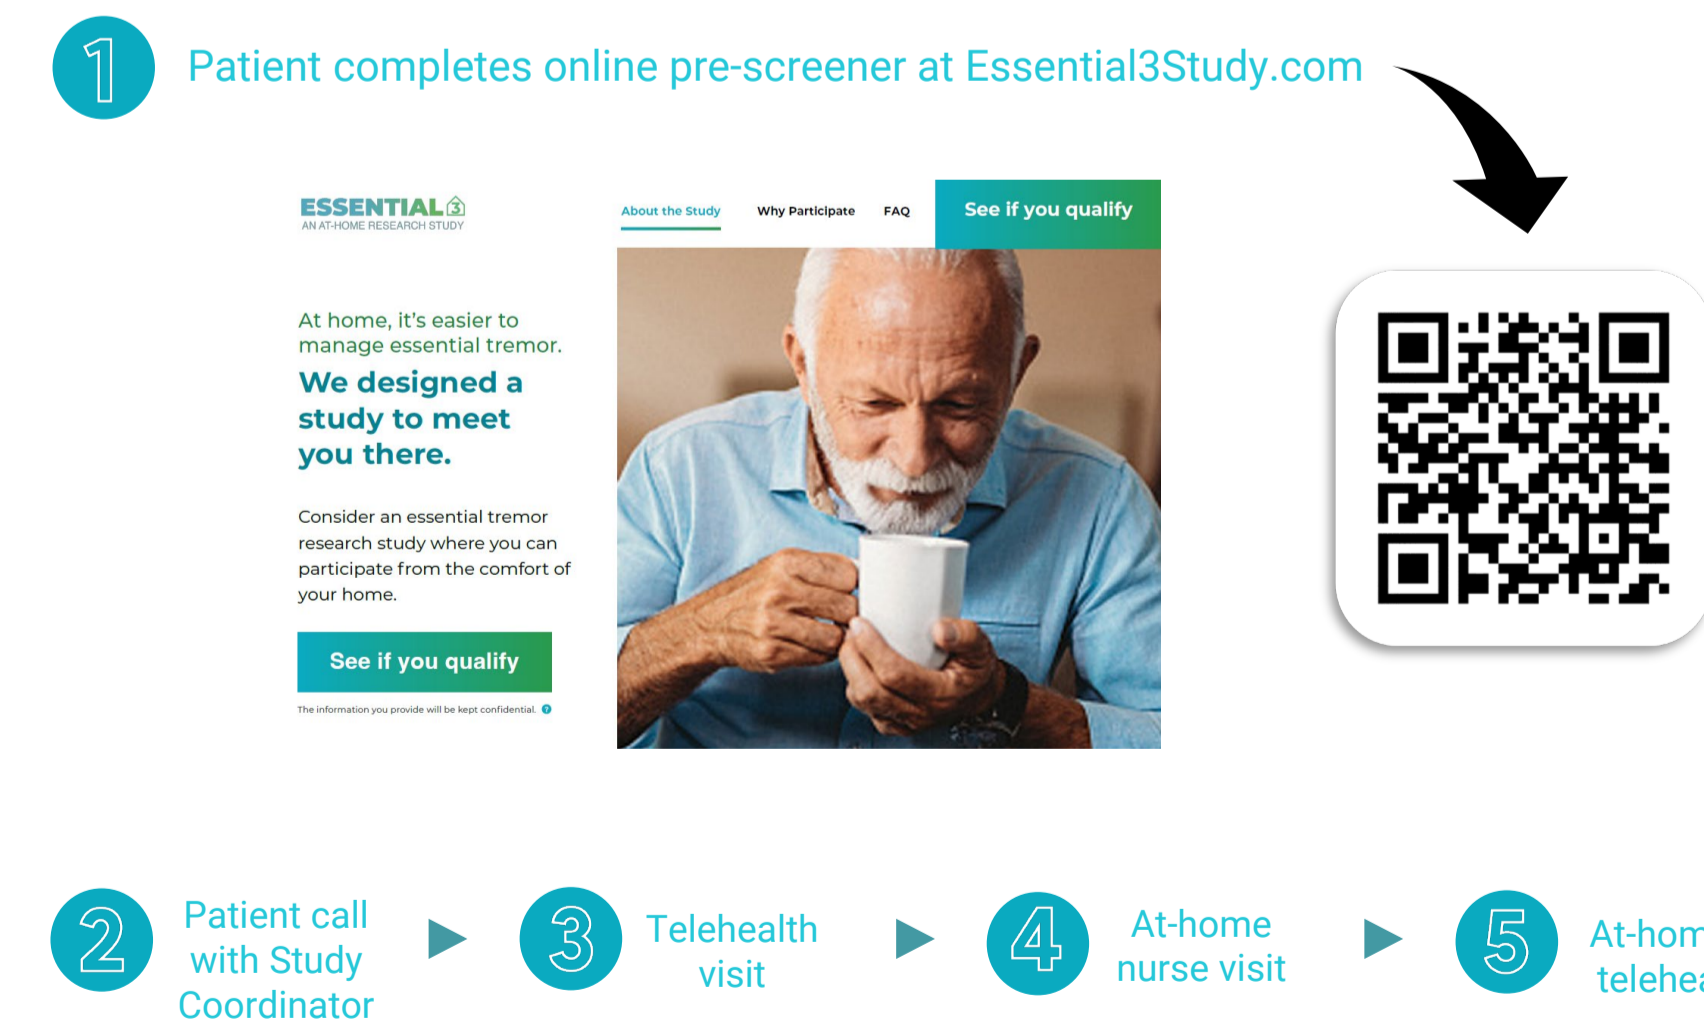 1
Patient completes online pre-screener at Essential3Study.com
ESSENTIAL 3
AN AT-HOME RESEARCH STUDY
About the Study
Why Participate
FAQ
See if you qualify
At home, it's easier to
manage essential tremor.
We designed a
study to meet
you there.
Consider an essential tremor
research study where you can
participate from the comfort of
your home.
See if you qualify
The information you provide will be kept confidential. ?
2
Patient call
with Study
Coordinator
3
Telehealth
visit
4
At-home
nurse visit
5